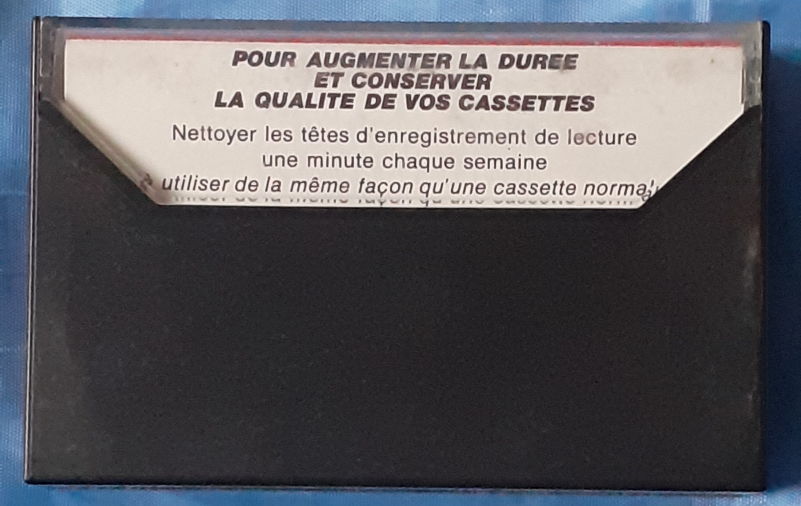 POUR AUGMENTER LA DUREE
ET CONSERVER
LA QUALITE DE VOS CASSETTES
Nettoyer les têtes d'enregistrement de lecture
une minute chaque semaine
utiliser de la même façon qu'une cassette